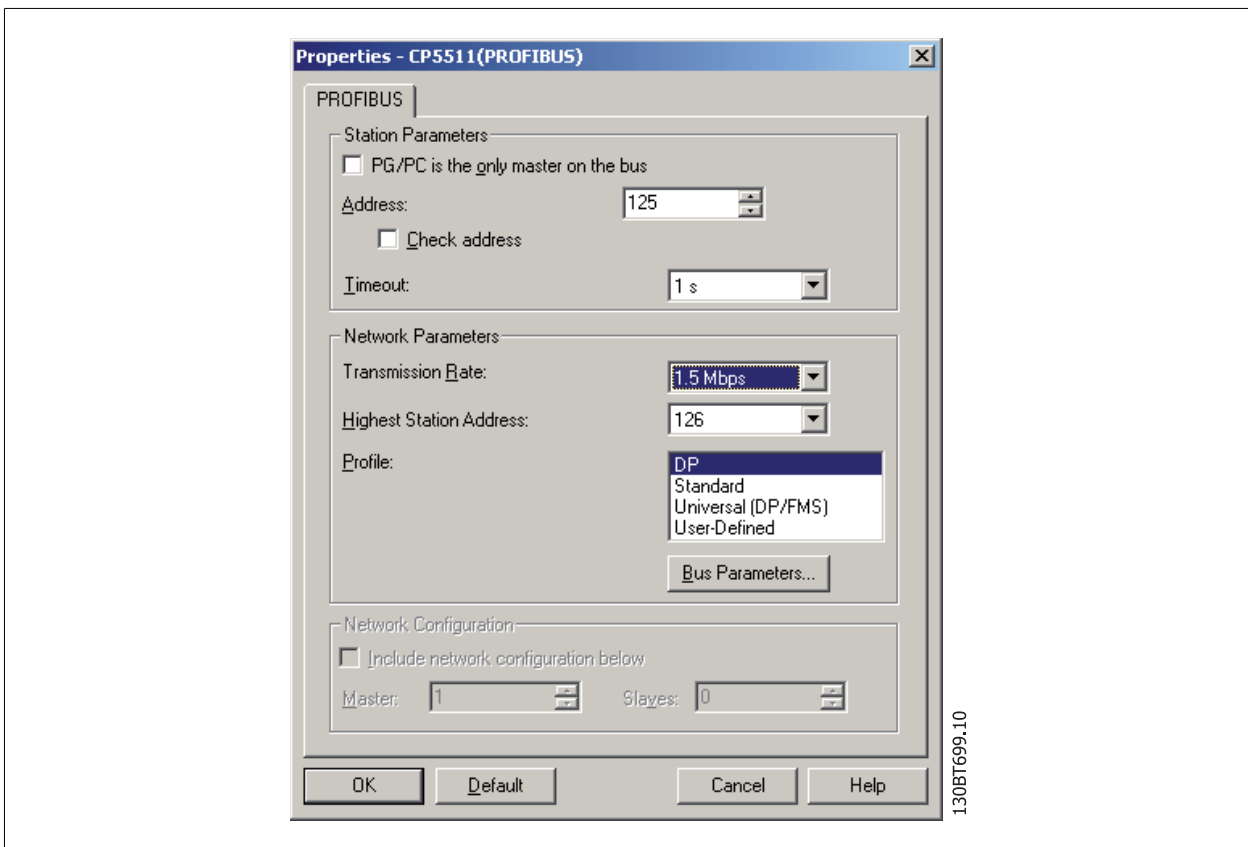 Properties - CP5511(PROFIBUS)
PROFIBUS
Station Parameters
PG/PC is the only master on the bus
Address: 125
Check address
Timeout: 1 s
Network Parameters
Transmission Rate: 1.5 Mbps
Highest Station Address: 126
Profile: DP
Standard
Universal (DP/FMS)
User-Defined
Bus Parameters...
Network Configuration
Include network configuration below
Master: 1 Slaves: 0
OK Default Cancel Help
130BT699.10